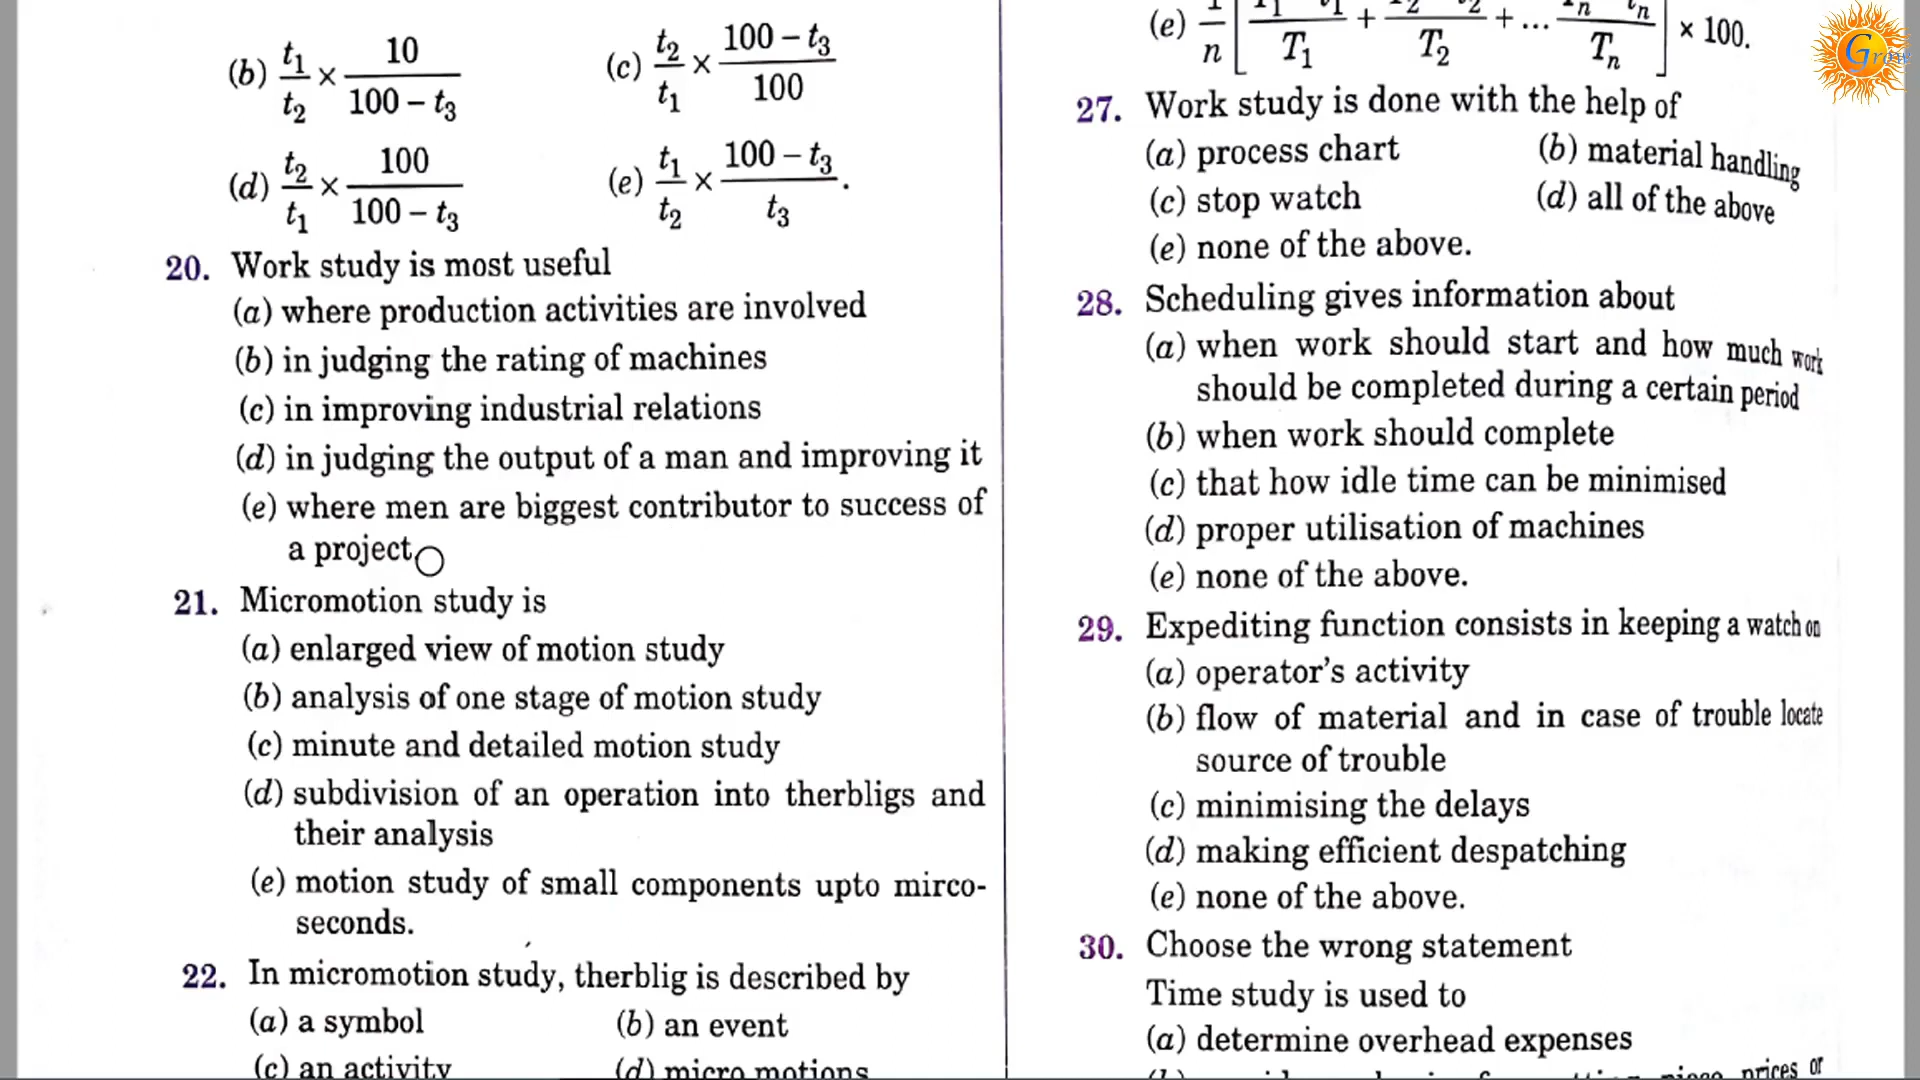 (b) t1/t2 × 10/(100 – t3) (c) t2/t1 × (100 – t3)/100
(d) t2/t1 × 100/(100 – t3) (e) t1/t2 × (100 – t3)/t3.
20. Work study is most useful
(a) where production activities are involved
(b) in judging the rating of machines
(c) in improving industrial relations
(d) in judging the output of a man and improving it
(e) where men are biggest contributor to success of
a project
21. Micromotion study is
(a) enlarged view of motion study
(b) analysis of one stage of motion study
(c) minute and detailed motion study
(d) subdivision of an operation into therbligs and
their analysis
(e) motion study of small components upto mirco-
seconds.
22. In micromotion study, therblig is described by
(a) a symbol (b) an event
(c) an activity (d) micro motions
(e) 1/n [ /T1 + /T2 + ... /Tn ] × 100.
27. Work study is done with the help of
(a) process chart (b) material handling
(c) stop watch (d) all of the above
(e) none of the above.
28. Scheduling gives information about
(a) when work should start and how much work
should be completed during a certain period
(b) when work should complete
(c) that how idle time can be minimised
(d) proper utilisation of machines
(e) none of the above.
29. Expediting function consists in keeping a watch on
(a) operator's activity
(b) flow of material and in case of trouble locate
source of trouble
(c) minimising the delays
(d) making efficient despatching
(e) none of the above.
30. Choose the wrong statement
Time study is used to
(a) determine overhead expenses
prices or
Grow